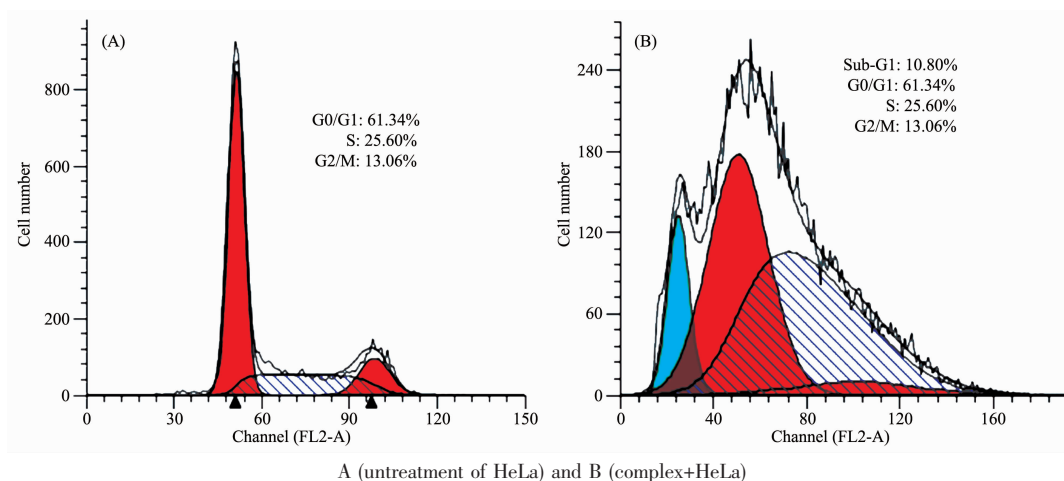 (A)
G0/G1: 61.34%
S: 25.60%
G2/M: 13.06%
Cell number
800
600
400
200
0
0 30 60 90 120 150
Channel (FL2-A)
(B)
Sub-G1: 10.80%
G0/G1: 61.34%
S: 25.60%
G2/M: 13.06%
Cell number
240
180
120
60
0
0 40 80 120 160
Channel (FL2-A)
A (untreatment of HeLa) and B (complex+HeLa)